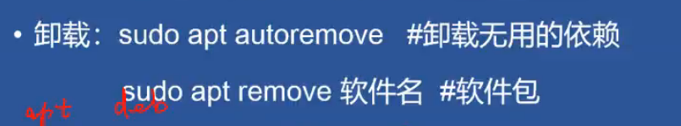 • 卸载：sudo apt autoremove #卸载无用的依赖
sudo apt remove 软件名 #软件包
apt deb